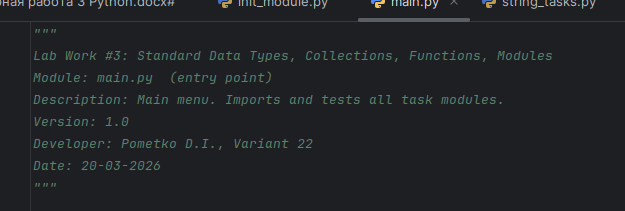 ная работа 3 Python.docx# init_module.py main.py × string_tasks.py
"""
Lab Work #3: Standard Data Types, Collections, Functions, Modules
Module: main.py  (entry point)
Description: Main menu. Imports and tests all task modules.
Version: 1.0
Developer: Pometko D.I., Variant 22
Date: 20-03-2026
"""